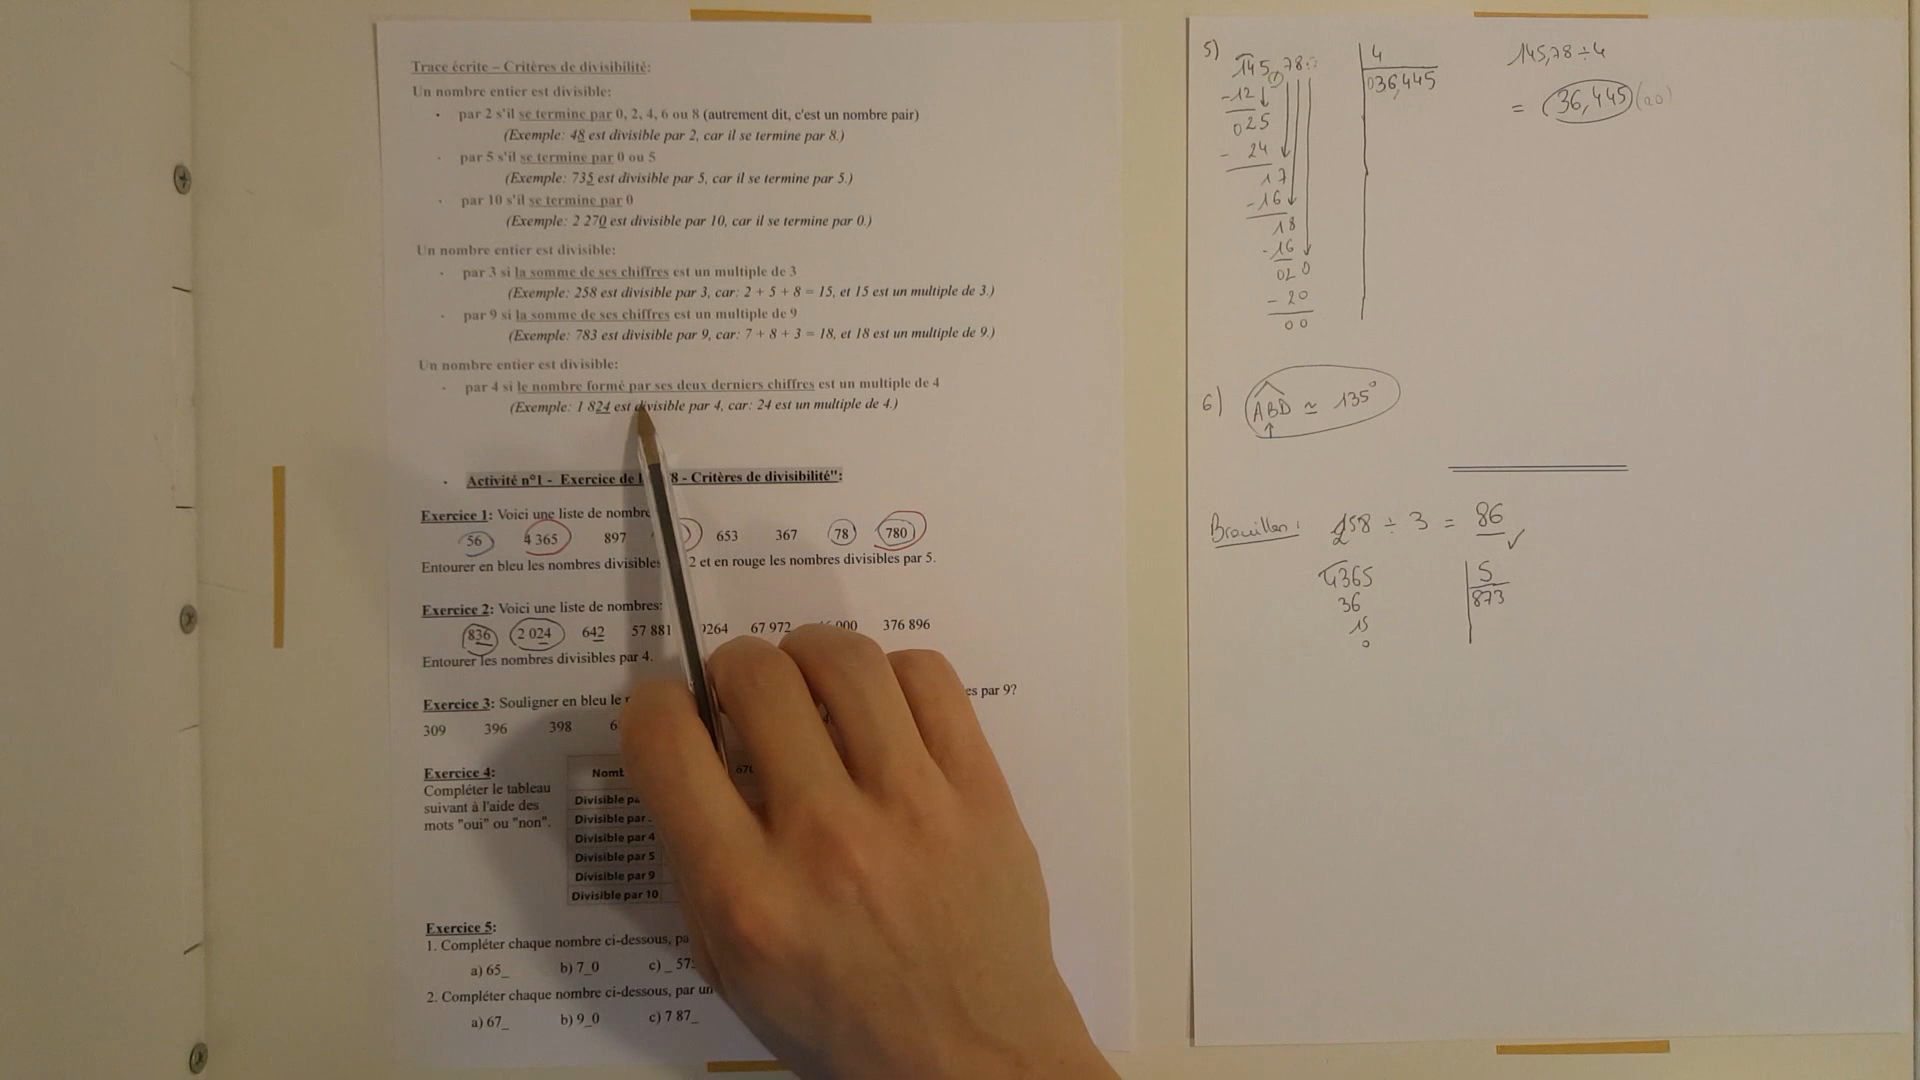 Trace écrite – Critères de divisibilité:
Un nombre entier est divisible:
par 2 s'il se termine par 0, 2, 4, 6 ou 8 (autrement dit, c'est un nombre pair)
(Exemple: 48 est divisible par 2, car il se termine par 8.)
par 5 s'il se termine par 0 ou 5
(Exemple: 735 est divisible par 5, car il se termine par 5.)
par 10 s'il se termine par 0
(Exemple: 2 270 est divisible par 10, car il se termine par 0.)
Un nombre entier est divisible:
par 3 si la somme de ses chiffres est un multiple de 3
(Exemple: 258 est divisible par 3, car: 2 + 5 + 8 = 15, et 15 est un multiple de 3.)
par 9 si la somme de ses chiffres est un multiple de 9
(Exemple: 783 est divisible par 9, car: 7 + 8 + 3 = 18, et 18 est un multiple de 9.)
Un nombre entier est divisible:
par 4 si le nombre formé par ses deux derniers chiffres est un multiple de 4
(Exemple: 1 824 est divisible par 4, car: 24 est un multiple de 4.)
Activité n°1 - Exercice de 8 - Critères de divisibilité":
Exercice 1: Voici une liste de nombre
56 4 365 897 653 367 78 780
Entourer en bleu les nombres divisibles 2 et en rouge les nombres divisibles par 5.
Exercice 2: Voici une liste de nombres:
836 2 024 642 57 881 264 67 972 000 376 896
Entourer les nombres divisibles par 4.
Exercice 3: Souligner en bleu le es par 9?
309 396 398 6
Exercice 4:
Compléter le tableau
suivant à l'aide des
mots "oui" ou "non".
Nomb
Divisible pa
Divisible par
Divisible par 4
Divisible par 5
Divisible par 9
Divisible par 10
Exercice 5:
1. Compléter chaque nombre ci-dessous, pa
a) 65_ b) 7_0 c) _ 57
2. Compléter chaque nombre ci-dessous, par un
a) 67_ b) 9_0 c) 7 87_
5) 145,78 4
036,445
-12
025
- 24
17
-16
18
-16
020
- 20
00
145,78 ÷ 4
= 36,445
6) ABD ≃ 135°
Brouillon: 258 ÷ 3 = 86 ✓
4365 5
36 873
15
0